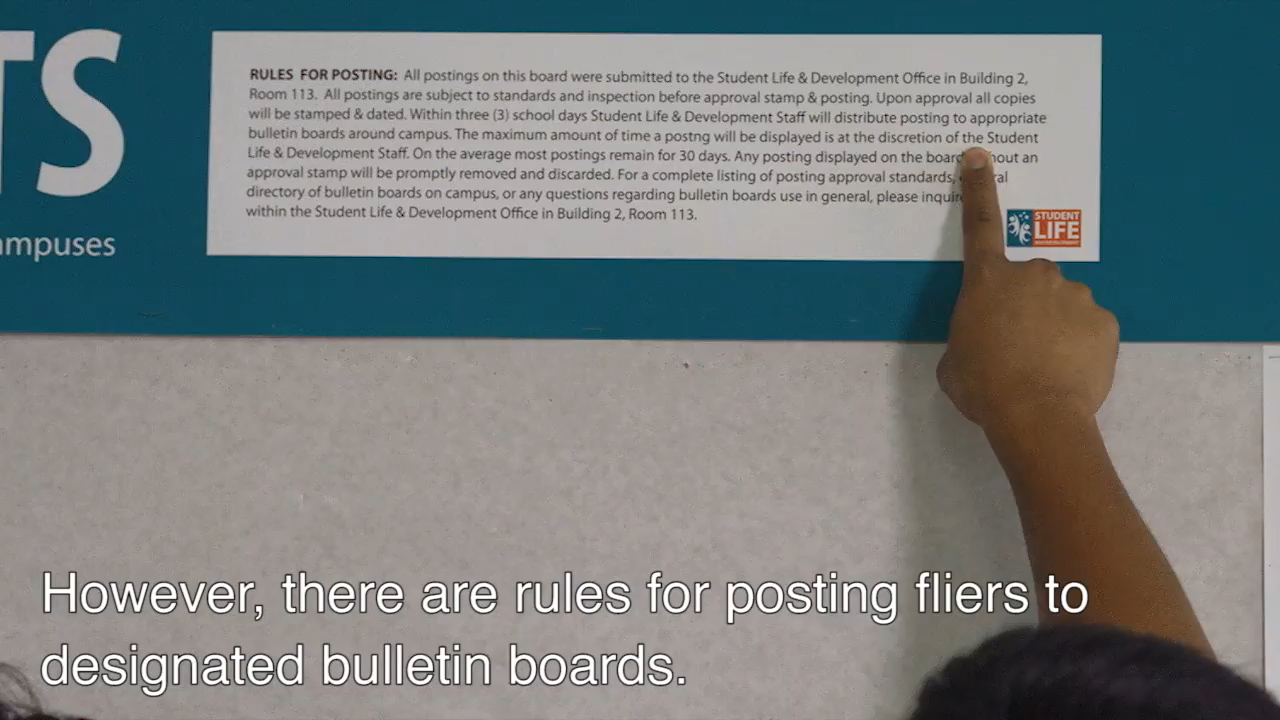 TS
ampuses
RULES FOR POSTING: All postings on this board were submitted to the Student Life & Development Office in Building 2,
Room 113. All postings are subject to standards and inspection before approval stamp & posting. Upon approval all copies
will be stamped & dated. Within three (3) school days Student Life & Development Staff will distribute posting to appropriate
bulletin boards around campus. The maximum amount of time a postng will be displayed is at the discretion of the Student
Life & Development Staff. On the average most postings remain for 30 days. Any posting displayed on the board hout an
approval stamp will be promptly removed and discarded. For a complete listing of posting approval standards, ral
directory of bulletin boards on campus, or any questions regarding bulletin boards use in general, please inquire
within the Student Life & Development Office in Building 2, Room 113.
STUDENT
LIFE
However, there are rules for posting fliers to
designated bulletin boards.